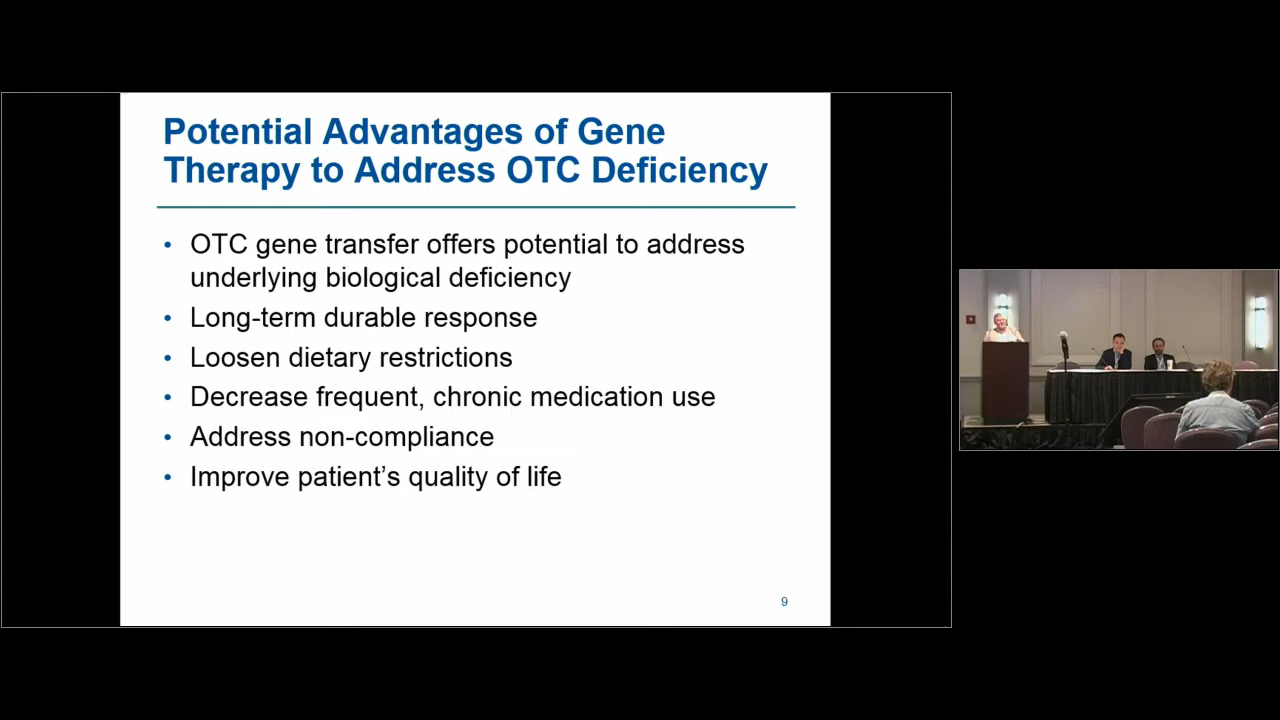 Potential Advantages of Gene
Therapy to Address OTC Deficiency
• OTC gene transfer offers potential to address
underlying biological deficiency
• Long-term durable response
• Loosen dietary restrictions
• Decrease frequent, chronic medication use
• Address non-compliance
• Improve patient’s quality of life
9